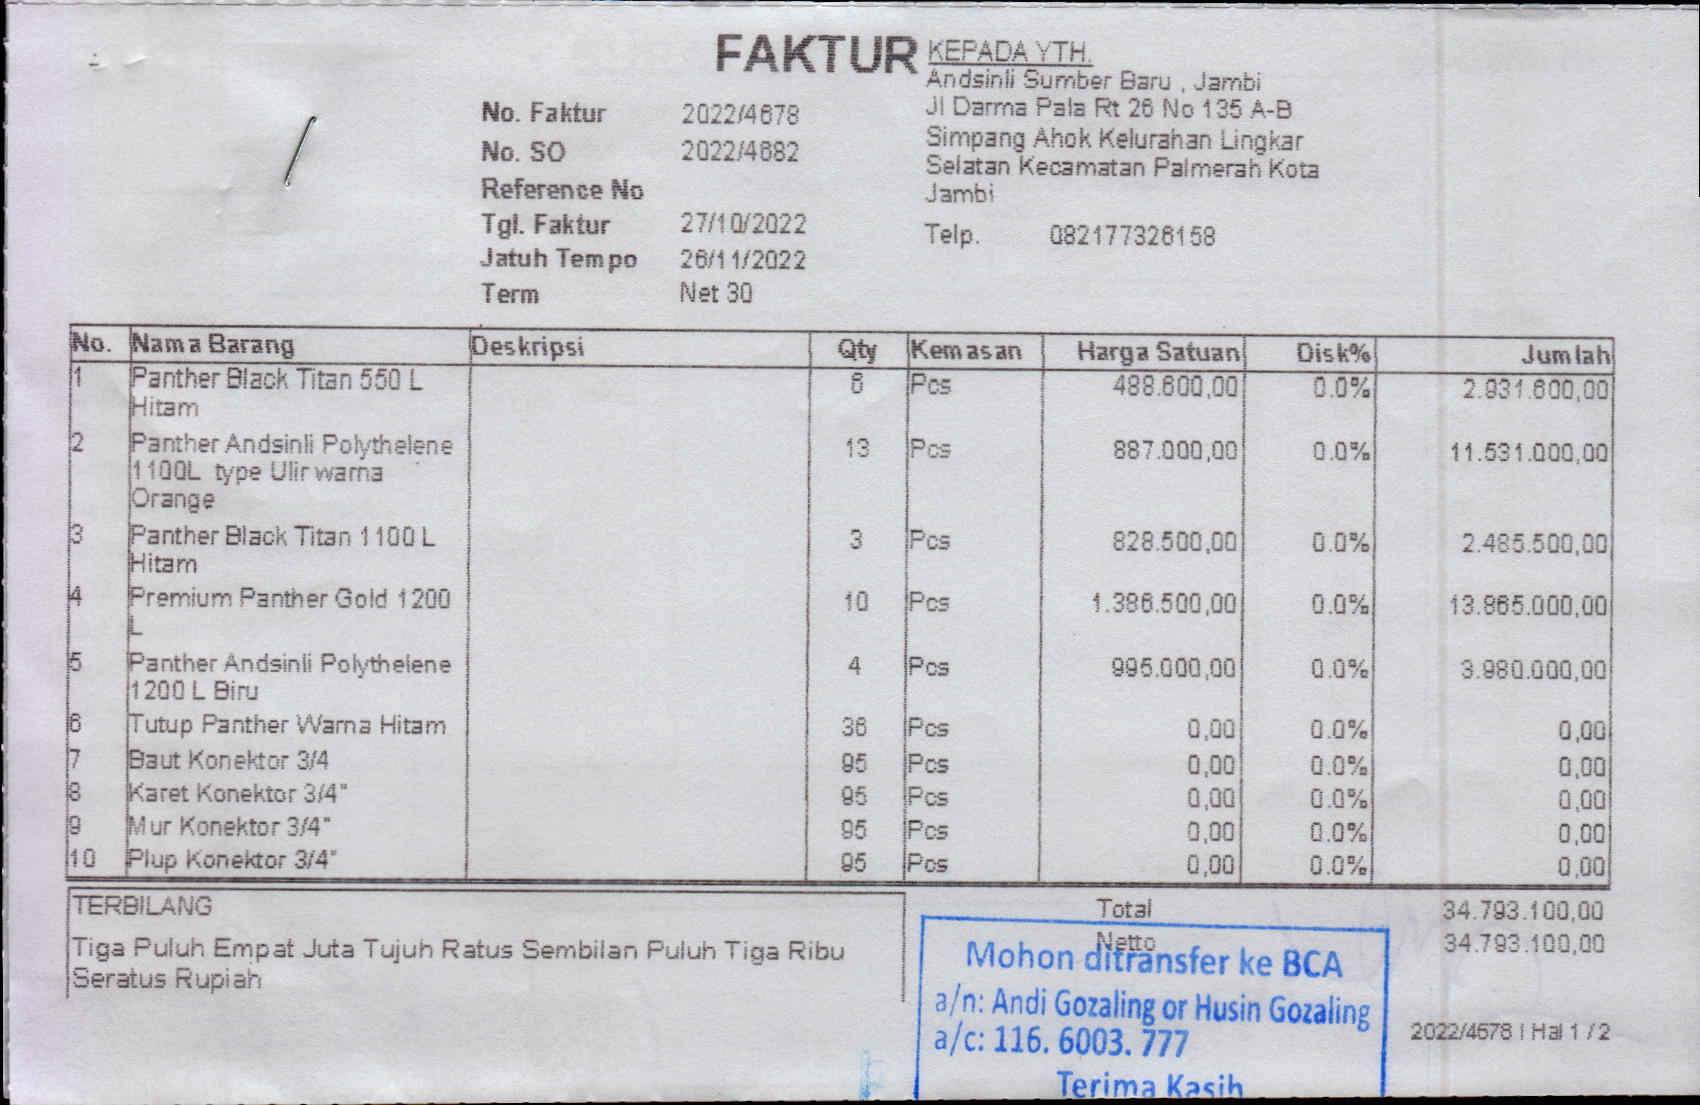 FAKTUR
No. Faktur 2022/4678
No. SO 2022/4682
Reference No
Tgl. Faktur 27/10/2022
Jatuh Tempo 26/11/2022
Term Net 30
KEPADA YTH.
Andsinli Sumber Baru , Jambi
Jl Darma Pala Rt 26 No 135 A-B
Simpang Ahok Kelurahan Lingkar
Selatan Kecamatan Palmerah Kota
Jambi
Telp. 082177326158
No. Nama Barang Deskripsi Qty Kemasan Harga Satuan Disk% Jumlah
1 Panther Black Titan 550 L 6 Pcs 488.600,00 0.0% 2.931.600,00
Hitam
2 Panther Andsinli Polythelene 13 Pcs 887.000,00 0.0% 11.531.000,00
1100L type Ulir warna
Orange
3 Panther Black Titan 1100 L 3 Pcs 828.500,00 0.0% 2.485.500,00
Hitam
4 Premium Panther Gold 1200 10 Pcs 1.386.500,00 0.0% 13.865.000,00
L
5 Panther Andsinli Polythelene 4 Pcs 995.000,00 0.0% 3.980.000,00
1200 L Biru
6 Tutup Panther Warna Hitam 36 Pcs 0,00 0.0% 0,00
7 Baut Konektor 3/4 95 Pcs 0,00 0.0% 0,00
8 Karet Konektor 3/4" 95 Pcs 0,00 0.0% 0,00
9 Mur Konektor 3/4" 95 Pcs 0,00 0.0% 0,00
10 Plup Konektor 3/4" 95 Pcs 0,00 0.0% 0,00
TERBILANG
Tiga Puluh Empat Juta Tujuh Ratus Sembilan Puluh Tiga Ribu
Seratus Rupiah
Total 34.793.100,00
Netto 34.793.100,00
Mohon ditransfer ke BCA
a/n: Andi Gozaling or Husin Gozaling
a/c: 116. 6003. 777
Terima Kasih
2022/4678 | Hal 1 / 2